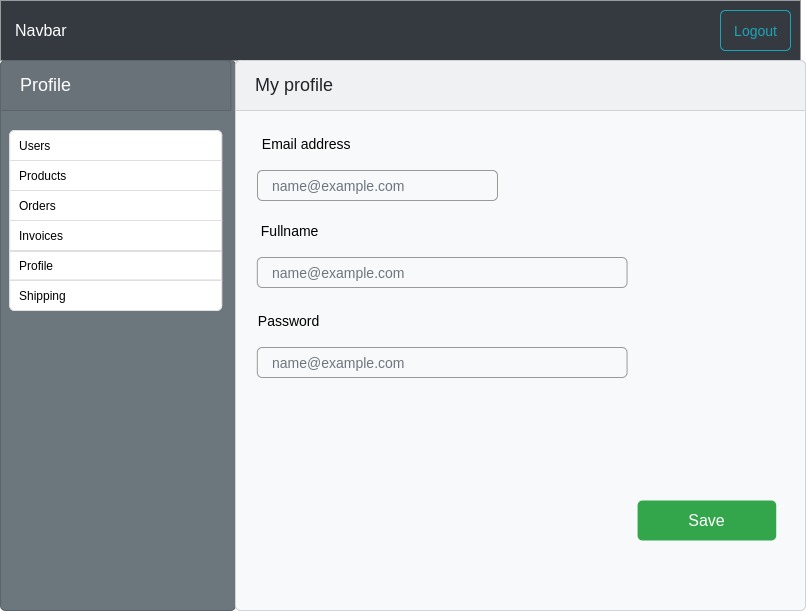 Navbar
Logout
Profile
Users
Products
Orders
Invoices
Profile
Shipping
My profile
Email address
name@example.com
Fullname
name@example.com
Password
name@example.com
Save